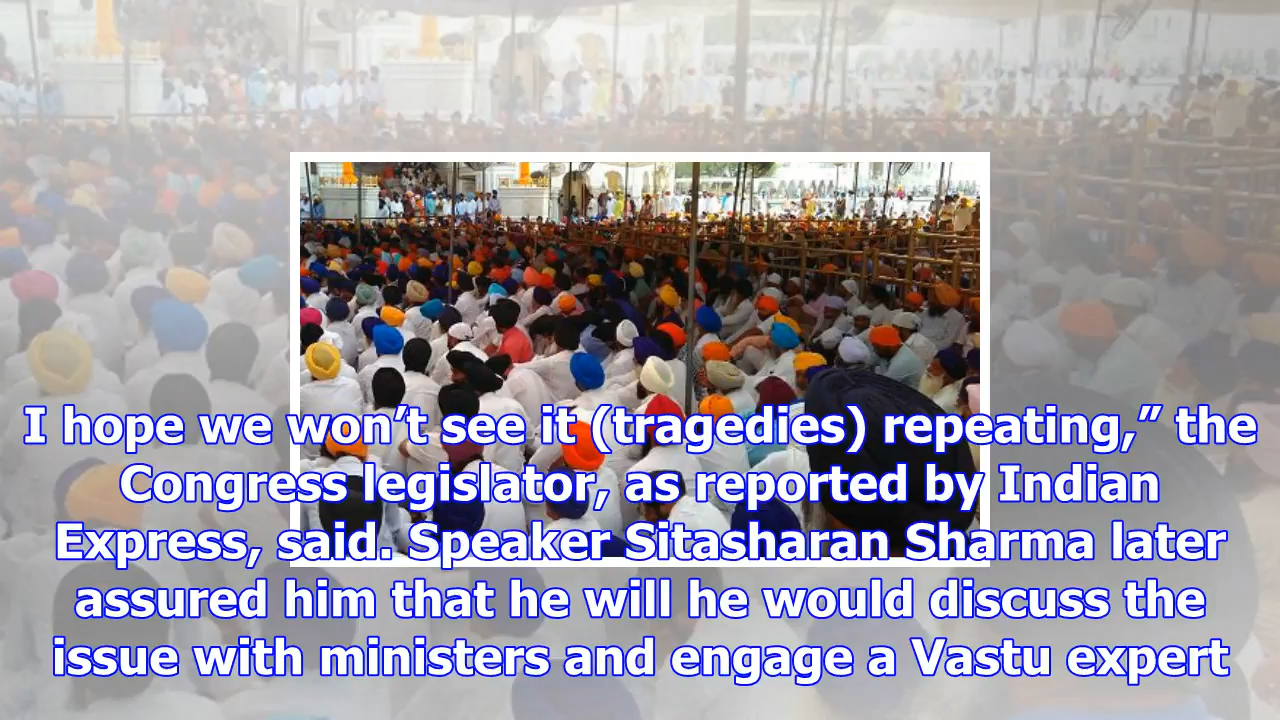 I hope we won’t see it (tragedies) repeating,” the
Congress legislator, as reported by Indian
Express, said. Speaker Sitasharan Sharma later
assured him that he will he would discuss the
issue with ministers and engage a Vastu expert